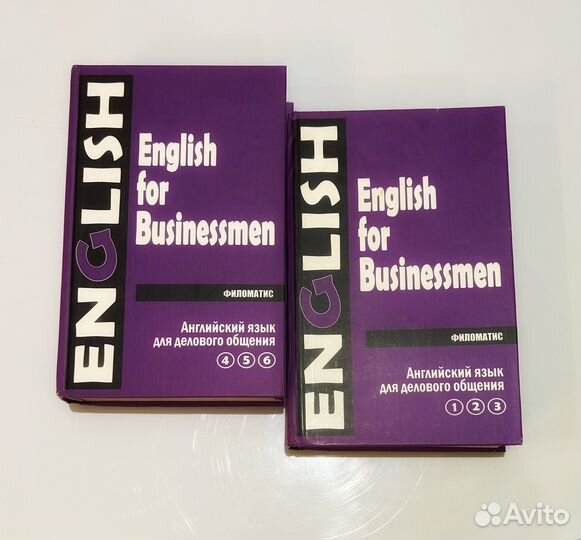 ENGLISH
English
for
Businessmen
ФИЛОМАТИС
Английский язык
для делового общения
4 5 6
ENGLISH
English
for
Businessmen
ФИЛОМАТИС
Английский язык
для делового общения
1 2 3
Avito